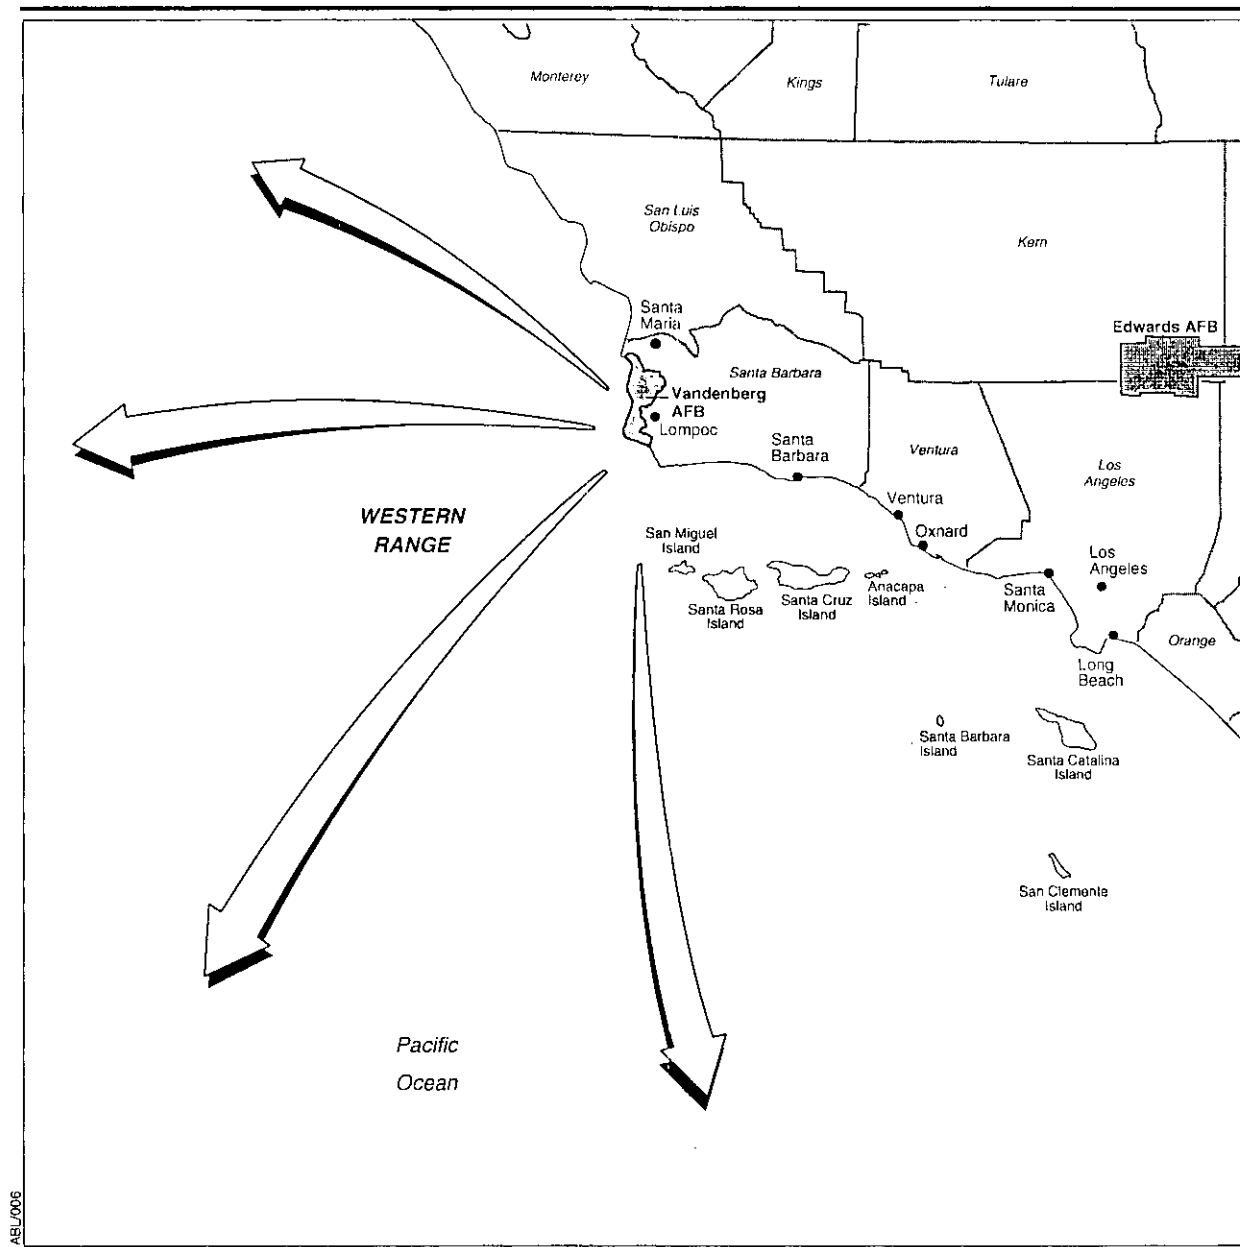 Monterey
Kings
Tulare
San Luis
Obispo
Kern
Santa
Maria
Edwards AFB
Santa Barbara
Vandenberg
AFB
Lompoc
Santa
Barbara
Ventura
Los
Angeles
WESTERN
RANGE
Ventura
Oxnard
San Miguel
Island
Santa Rosa
Island
Santa Cruz
Island
Anacapa
Island
Santa
Monica
Los
Angeles
Orange
Long
Beach
Santa Barbara
Island
Santa Catalina
Island
San Clemente
Island
Pacific
Ocean
ABL/006